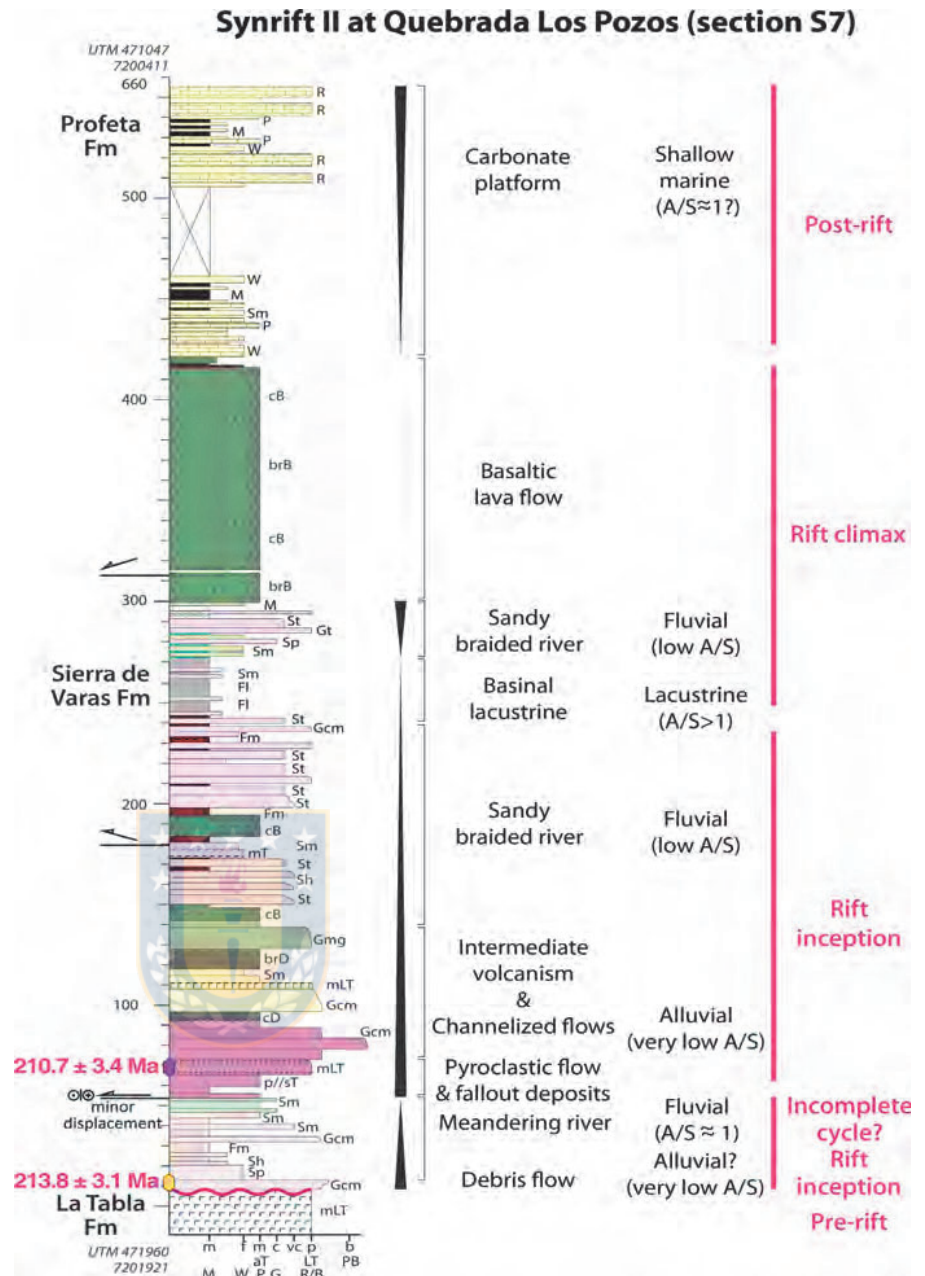 Synrift II at Quebrada Los Pozos (section S7)
UTM 471047
7200411
660
Profeta
Fm
R
R
P
M
P
W
R
R
500
Carbonate
platform
Shallow
marine
(A/S≈1?)
Post-rift
W
M
Sm
P
W
400
cB
brB
cB
brB
Basaltic
lava flow
Rift climax
300
M
St
Gt
Sp
Sm
Sandy
braided river
Fluvial
(low A/S)
Sierra de
Varas Fm
Sm
Fl
Fl
Basinal
lacustrine
Lacustrine
(A/S>1)
St
Gcm
Fm
St
St
St
St
200
Fm
cB
Sm
mT
St
Sh
St
Sandy
braided river
Fluvial
(low A/S)
Rift
inception
cB
Gmg
brD
Sm
mLT
Gcm
100
cD
Gcm
Intermediate
volcanism
&
Channelized flows
Alluvial
(very low A/S)
210.7 ± 3.4 Ma
mLT
p//sT
Pyroclastic flow
& fallout deposits
minor
displacement
Sm
Sm
Sm
Gcm
Meandering river
Fluvial
(A/S ≈ 1)
Incomplete
cycle?
Fm
Sh
Sp
213.8 ± 3.1 Ma
Gcm
Debris flow
Alluvial?
(very low A/S)
Rift
inception
La Tabla
Fm
mLT
Pre-rift
UTM 471960
7201921
m f m c vc p b
aT LT PB
M W P G R/B